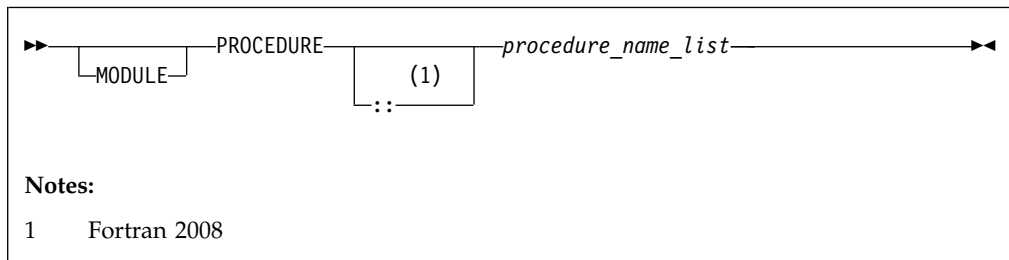 ►►──PROCEDURE──procedure_name_list──►◄
MODULE
(1)
::
Notes:
1 Fortran 2008